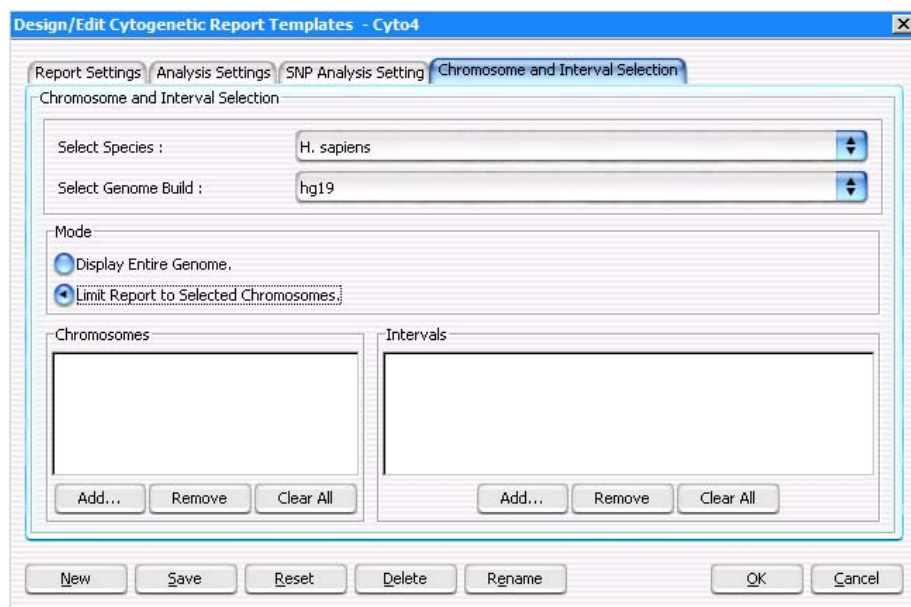 Design/Edit Cytogenetic Report Templates - Cyto4
Report Settings Analysis Settings SNP Analysis Setting Chromosome and Interval Selection
Chromosome and Interval Selection
Select Species : H. sapiens
Select Genome Build : hg19
Mode
Display Entire Genome.
Limit Report to Selected Chromosomes.
Chromosomes Intervals
Add... Remove Clear All Add... Remove Clear All
New Save Reset Delete Rename OK Cancel